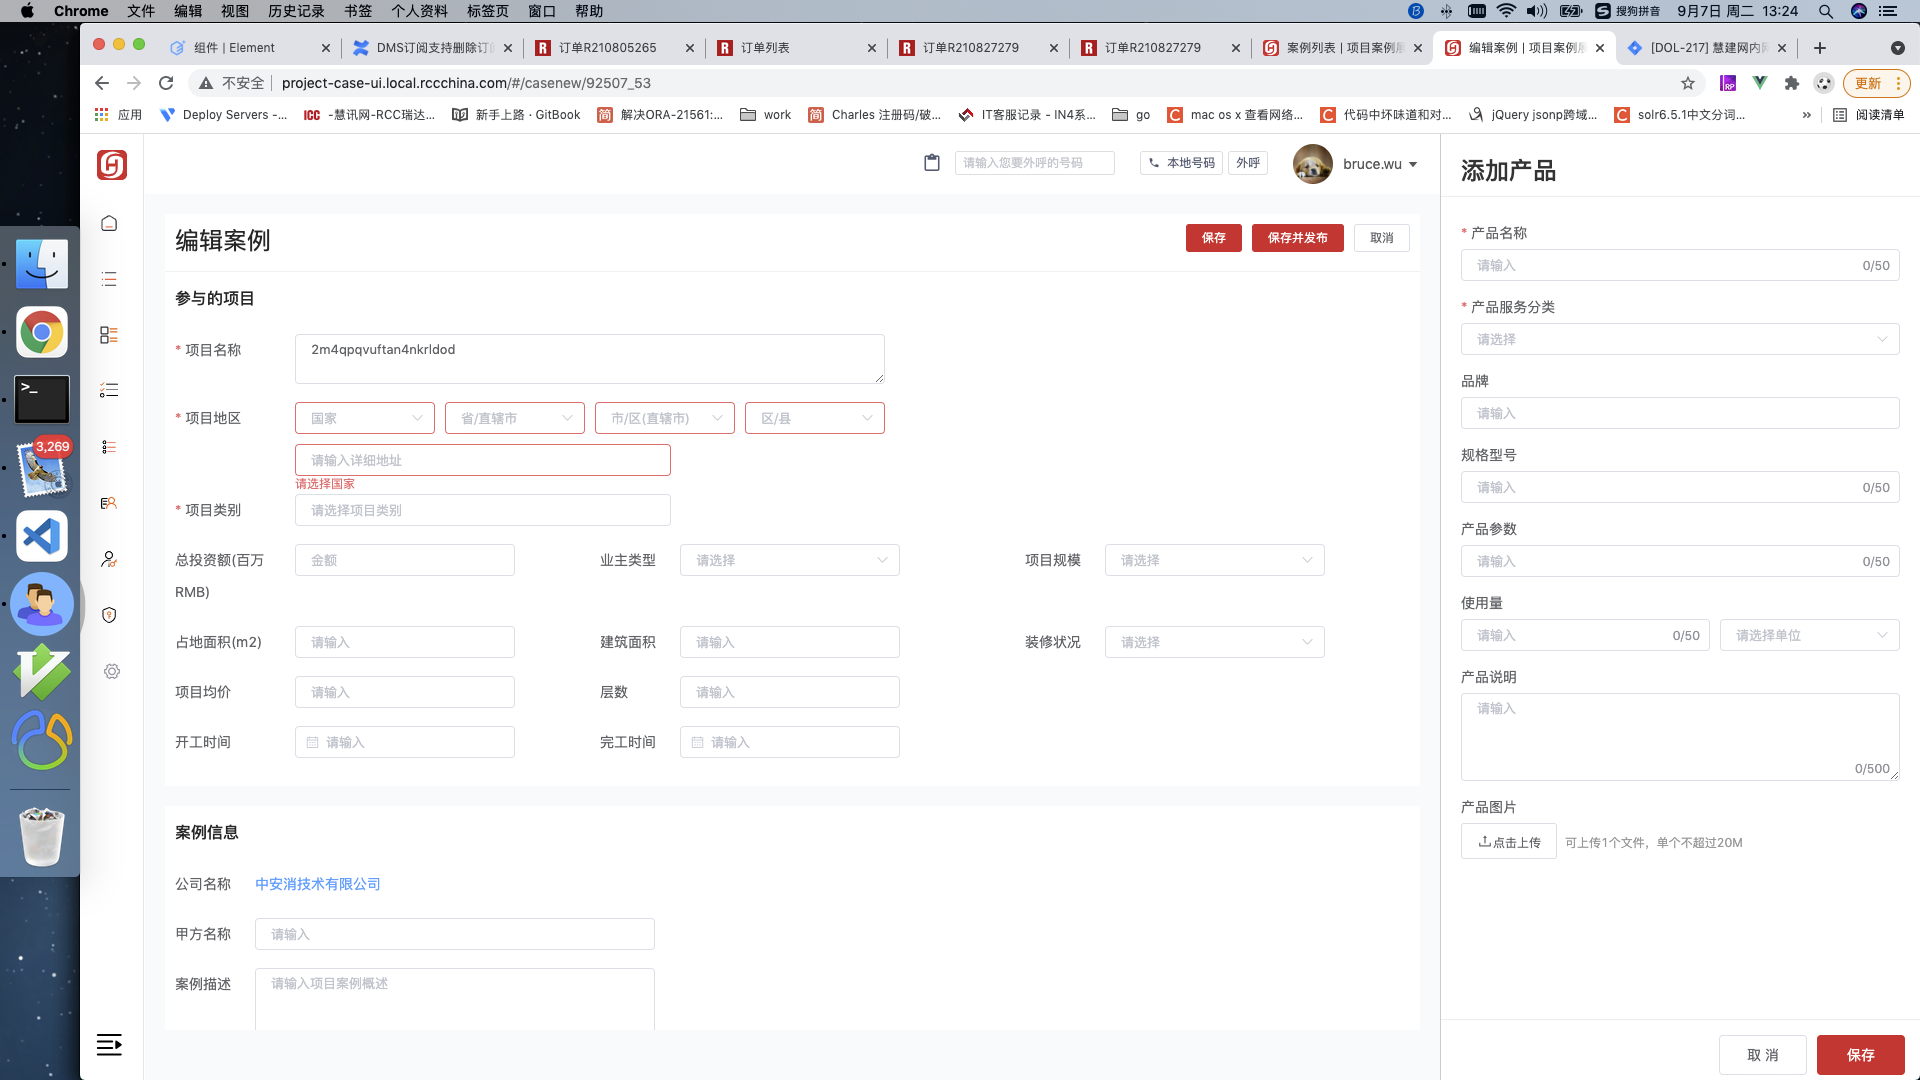 Chrome 文件 编辑 视图 历史记录 书签 个人资料 标签页 窗口 帮助 搜狗拼音 9月7日 周二 13:24
组件 | Element
DMS订阅支持删除订
订单R210805265
订单列表
订单R210827279
订单R210827279
案例列表 | 项目案例
编辑案例 | 项目案例
[DOL-217] 慧建网内
不安全 project-case-ui.local.rccchina.com/#/casenew/92507_53 更新
应用 Deploy Servers -... ICC -慧讯网-RCC瑞达... 新手上路 · GitBook 解决ORA-21561:... work Charles 注册码/破... IT客服记录 - IN4系... go mac os x 查看网络... 代码中坏味道和对... jQuery jsonp跨域... solr6.5.1中文分词... » 阅读清单
请输入您要外呼的号码 本地号码 外呼 bruce.wu
编辑案例
保存 保存并发布 取消
参与的项目
* 项目名称 2m4qpqvuftan4nkrldod
* 项目地区 国家 省/直辖市 市/区(直辖市) 区/县
请输入详细地址
请选择国家
* 项目类别 请选择项目类别
总投资额(百万
RMB)
金额
业主类型 请选择
项目规模 请选择
占地面积(m2) 请输入 建筑面积 请输入 装修状况 请选择
项目均价 请输入 层数 请输入
开工时间 请输入 完工时间 请输入
案例信息
公司名称 中安消技术有限公司
甲方名称 请输入
案例描述 请输入项目案例概述
添加产品
* 产品名称
请输入 0/50
* 产品服务分类
请选择
品牌
请输入
规格型号
请输入 0/50
产品参数
请输入 0/50
使用量
请输入 0/50 请选择单位
产品说明
请输入
0/500
产品图片
点击上传 可上传1个文件，单个不超过20M
取 消 保存
3,269